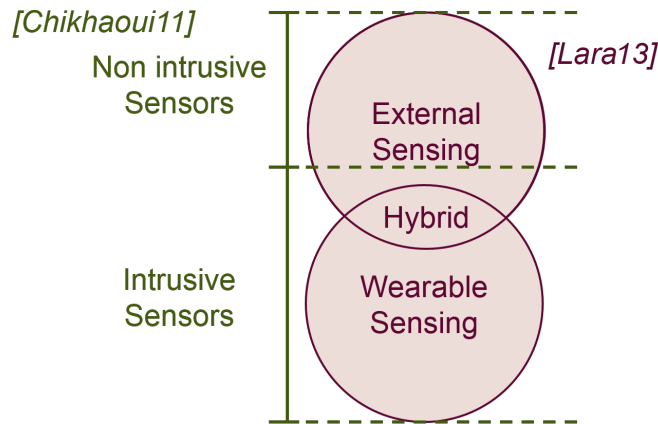 [Chikhaoui11]
[Lara13]
Non intrusive
Sensors
External
Sensing
Hybrid
Intrusive
Sensors
Wearable
Sensing